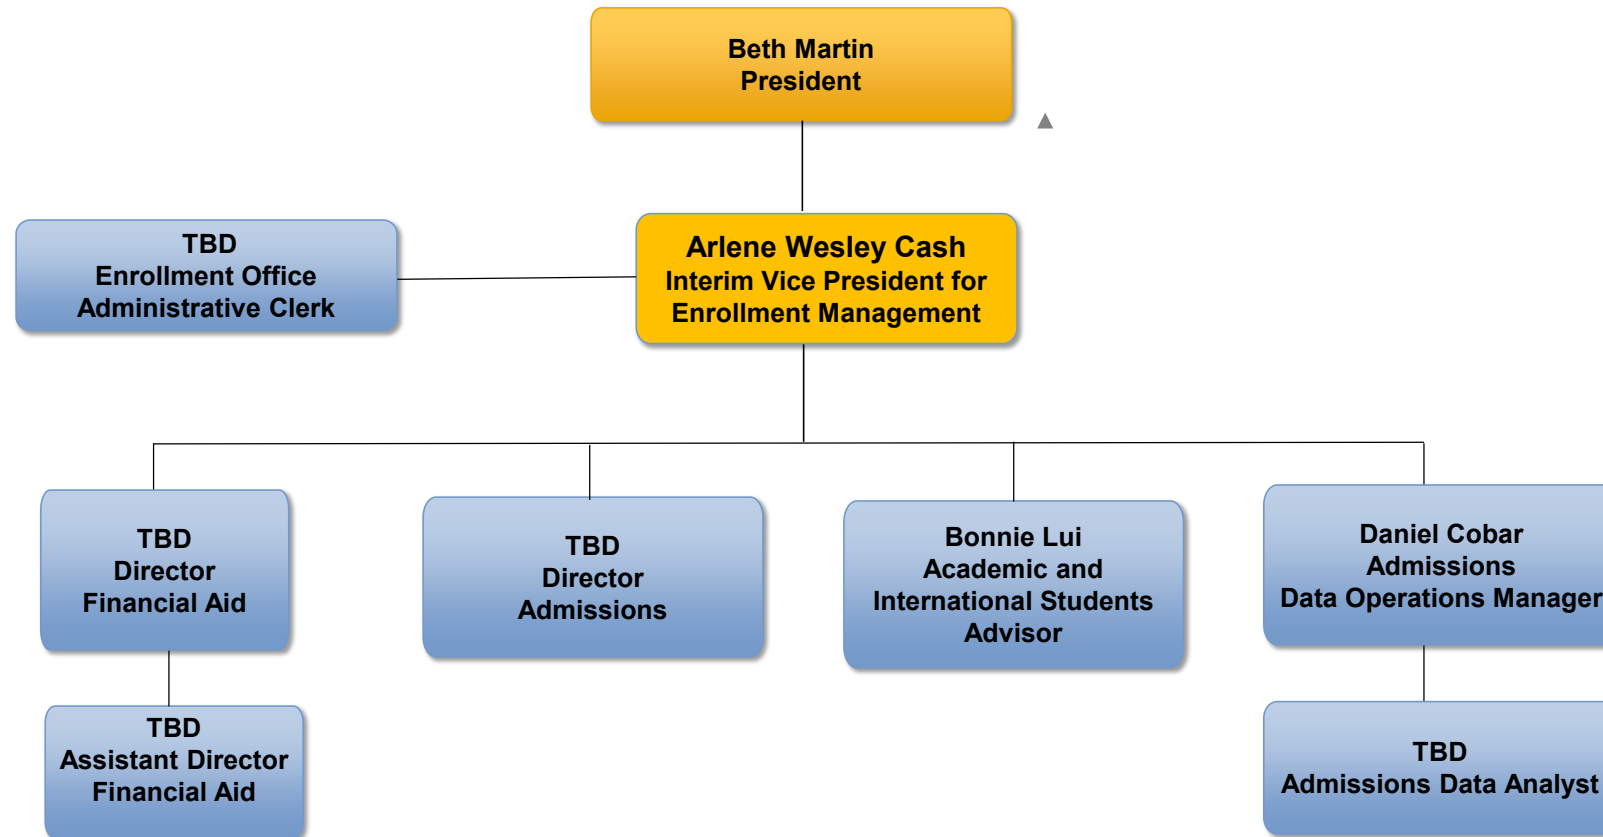 Beth Martin
President
TBD
Enrollment Office
Administrative Clerk
Arlene Wesley Cash
Interim Vice President for
Enrollment Management
TBD
Director
Financial Aid
TBD
Director
Admissions
Bonnie Lui
Academic and
International Students
Advisor
Daniel Cobar
Admissions
Data Operations Manager
TBD
Assistant Director
Financial Aid
TBD
Admissions Data Analyst